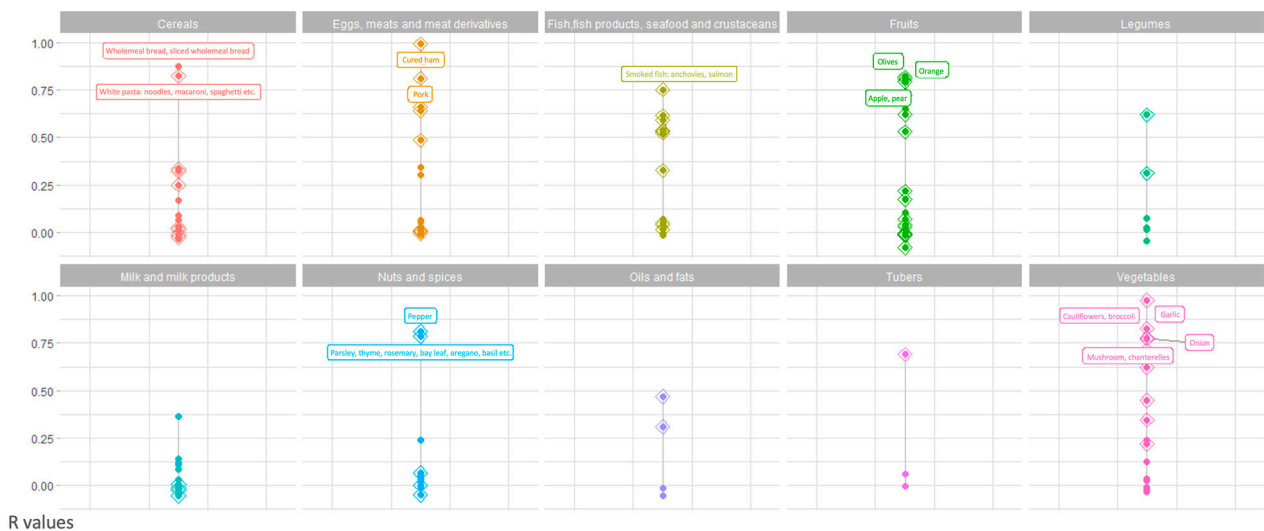 Cereals
Eggs, meats and meat derivatives
Fish,fish products, seafood and crustaceans
Fruits
Legumes
1.00
0.75
0.50
0.25
0.00
Wholemeal bread, sliced wholemeal bread
White pasta: noodles, macaroni, spaghetti etc.
Cured ham
Pork
Smoked fish: anchovies, salmon
Olives
Orange
Apple, pear
Milk and milk products
Nuts and spices
Oils and fats
Tubers
Vegetables
1.00
0.75
0.50
0.25
0.00
Pepper
Parsley, thyme, rosemary, bay leaf, oregano, basil etc.
Cauliflowers, broccoli
Garlic
Onion
Mushroom, chanterelles
R values